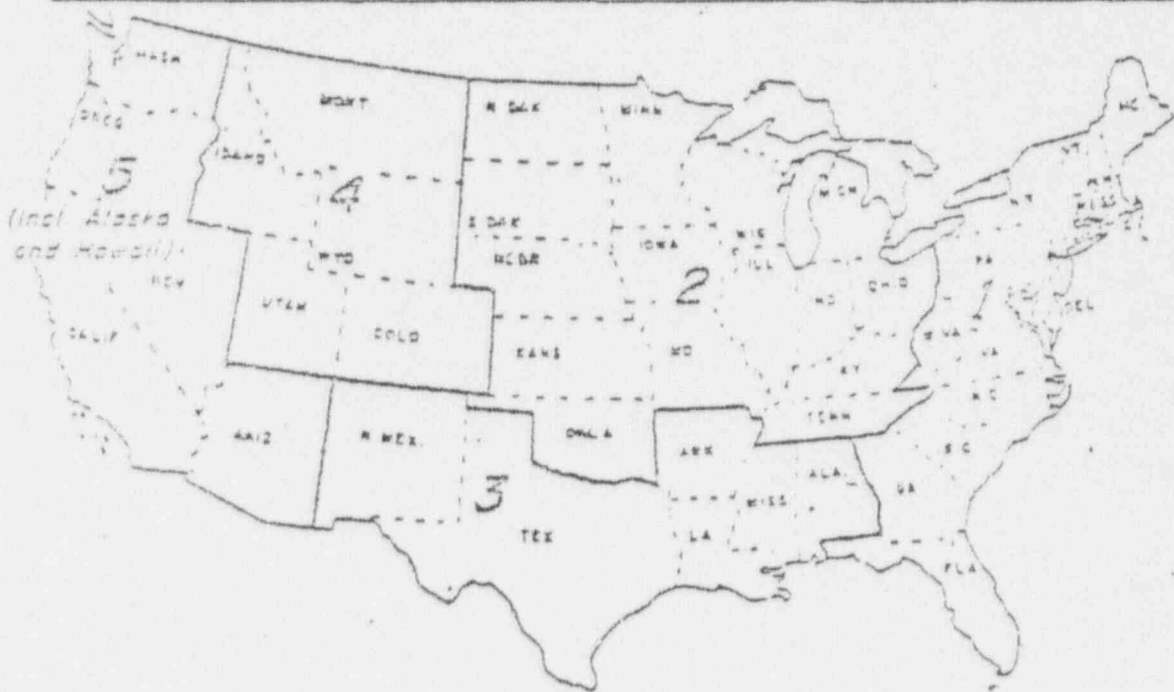 WASH
OREG
5
(incl Alaska
and Hawaii)
NEV
CALIF
IDAHO
MONT.
4
WYO
UTAH
COLO
ARIZ
N MEX.
N DAK
S DAK
NEBR
KANS
OKLA
3
TEX
MINN
IOWA
2
MO
ARK
LA
WIS
ILL
MICH
IND
OHIO
KY
TENN
MISS
ALA
GA
FLA
S C
N C
VA
W VA
PA
DEL
N Y
VT
N H
MASS